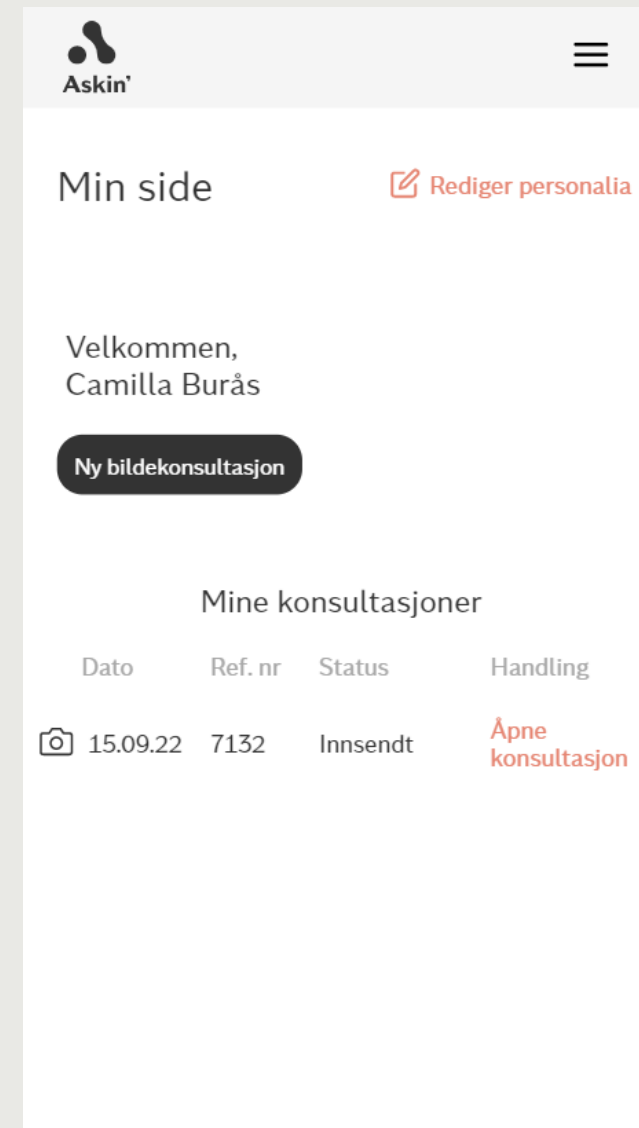 Askin'
Min side
Rediger personalia
Velkommen,
Camilla Burås
Ny bildekonsultasjon
Mine konsultasjoner
Dato Ref. nr Status Handling
15.09.22 7132 Innsendt Åpne
konsultasjon